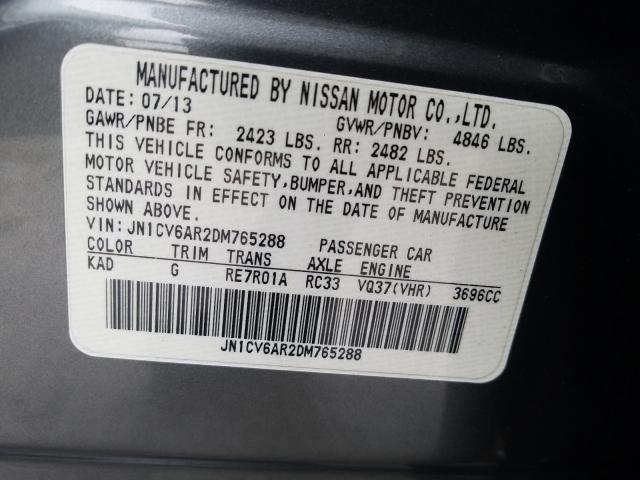 MANUFACTURED BY NISSAN MOTOR CO.,LTD.
DATE: 07/13 GVWR/PNBV: 4846 LBS.
GAWR/PNBE FR: 2423 LBS. RR: 2482 LBS.
THIS VEHICLE CONFORMS TO ALL APPLICABLE FEDERAL
MOTOR VEHICLE SAFETY,BUMPER,AND THEFT PREVENTION
STANDARDS IN EFFECT ON THE DATE OF MANUFACTURE
SHOWN ABOVE.
VIN: JN1CV6AR2DM765288 PASSENGER CAR
COLOR TRIM TRANS AXLE ENGINE
KAD G RE7R01A RC33 VQ37(VHR) 3696CC
JN1CV6AR2DM765288